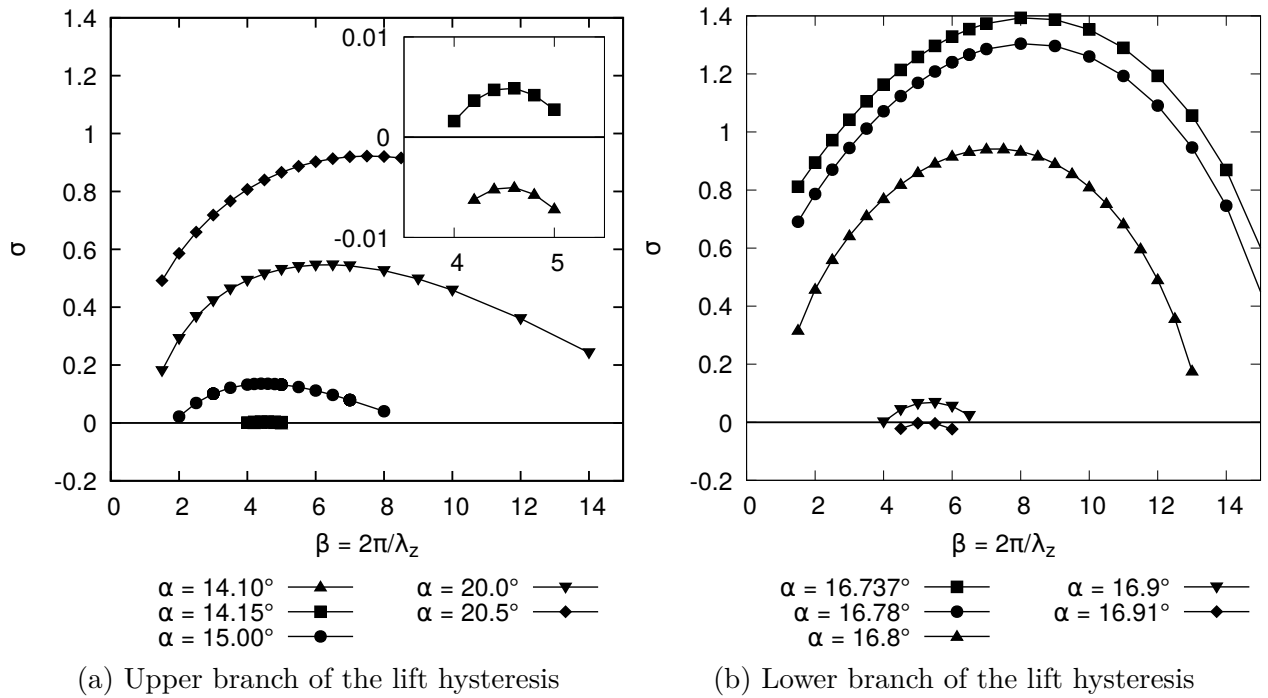 1.4
1.2
1
0.8
0.6
0.4
0.2
0
-0.2
σ
0 2 4 6 8 10 12 14
β = 2π/λz
0.01
0
-0.01
4 5
α = 14.10°
α = 14.15°
α = 15.00°
α = 20.0°
α = 20.5°
(a) Upper branch of the lift hysteresis
1.4
1.2
1
0.8
0.6
0.4
0.2
0
-0.2
σ
0 2 4 6 8 10 12 14
β = 2π/λz
α = 16.737°
α = 16.78°
α = 16.8°
α = 16.9°
α = 16.91°
(b) Lower branch of the lift hysteresis